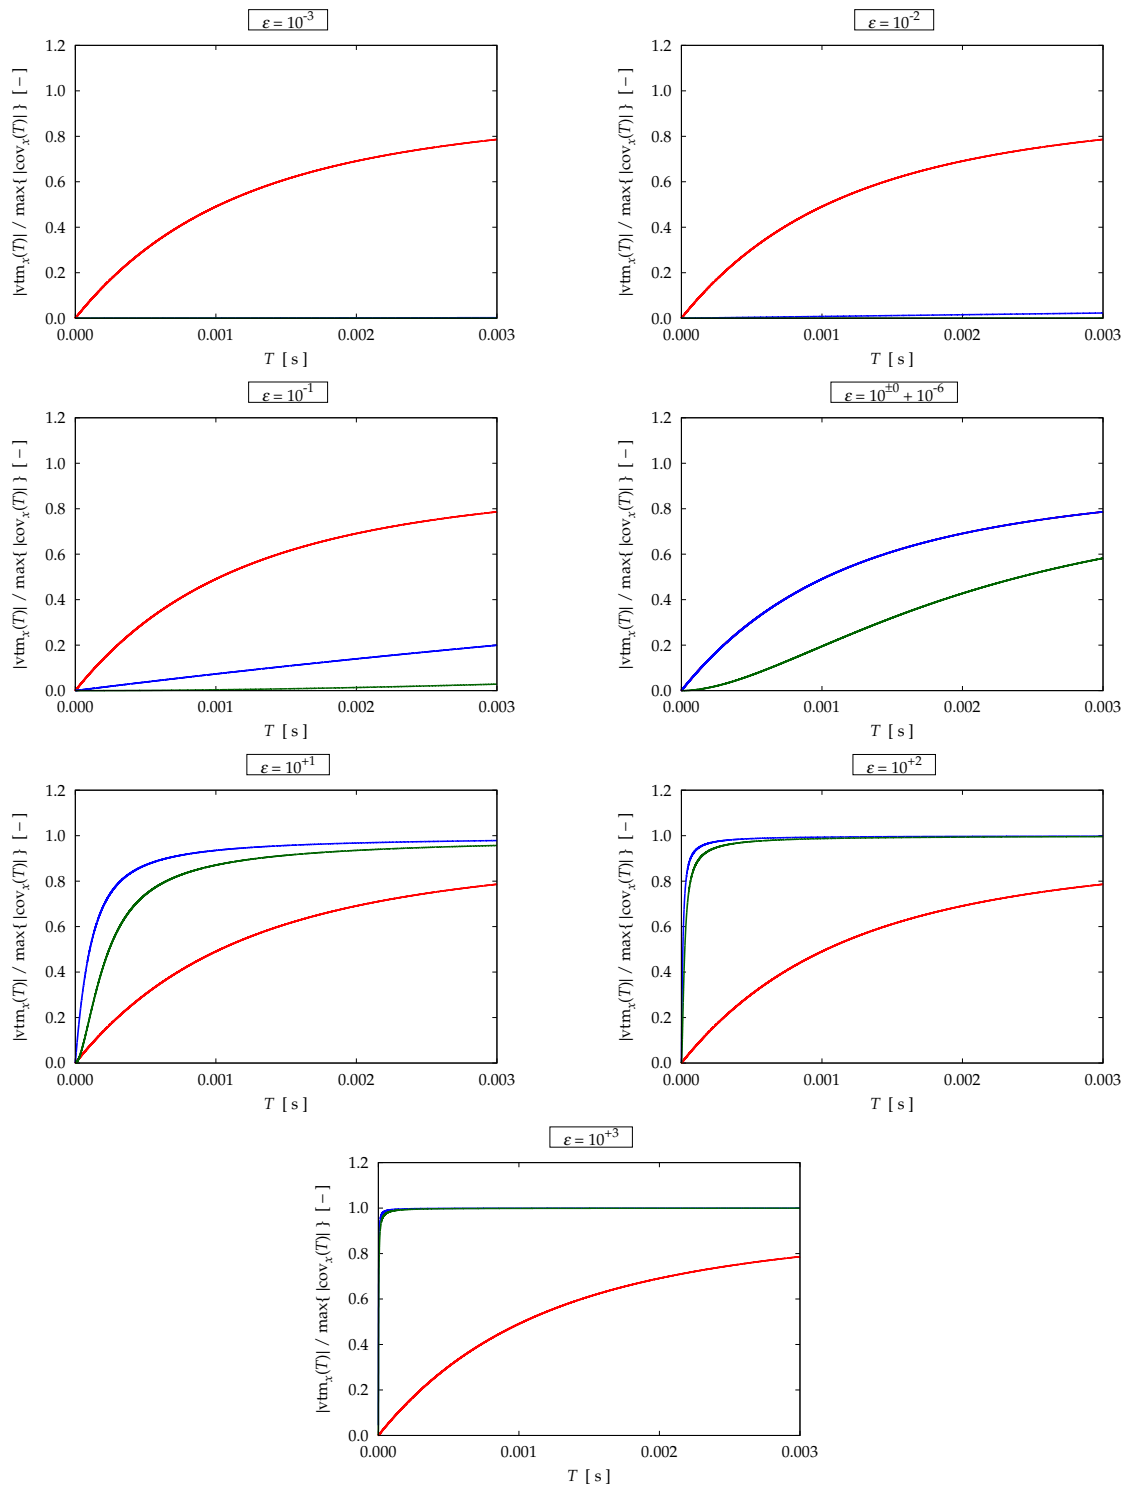 ε = 10⁻³
1.2
1.0
0.8
0.6
0.4
0.2
0.0
|vtmₓ(T)| / max{ |covₓ(T)| } [ − ]
0.000 0.001 0.002 0.003
T [ s ]
ε = 10⁻²
1.2
1.0
0.8
0.6
0.4
0.2
0.0
|vtmₓ(T)| / max{ |covₓ(T)| } [ − ]
0.000 0.001 0.002 0.003
T [ s ]
ε = 10⁻¹
1.2
1.0
0.8
0.6
0.4
0.2
0.0
|vtmₓ(T)| / max{ |covₓ(T)| } [ − ]
0.000 0.001 0.002 0.003
T [ s ]
ε = 10^±0 + 10⁻⁶
1.2
1.0
0.8
0.6
0.4
0.2
0.0
|vtmₓ(T)| / max{ |covₓ(T)| } [ − ]
0.000 0.001 0.002 0.003
T [ s ]
ε = 10⁺¹
1.2
1.0
0.8
0.6
0.4
0.2
0.0
|vtmₓ(T)| / max{ |covₓ(T)| } [ − ]
0.000 0.001 0.002 0.003
T [ s ]
ε = 10⁺²
1.2
1.0
0.8
0.6
0.4
0.2
0.0
|vtmₓ(T)| / max{ |covₓ(T)| } [ − ]
0.000 0.001 0.002 0.003
T [ s ]
ε = 10⁺³
1.2
1.0
0.8
0.6
0.4
0.2
0.0
|vtmₓ(T)| / max{ |covₓ(T)| } [ − ]
0.000 0.001 0.002 0.003
T [ s ]